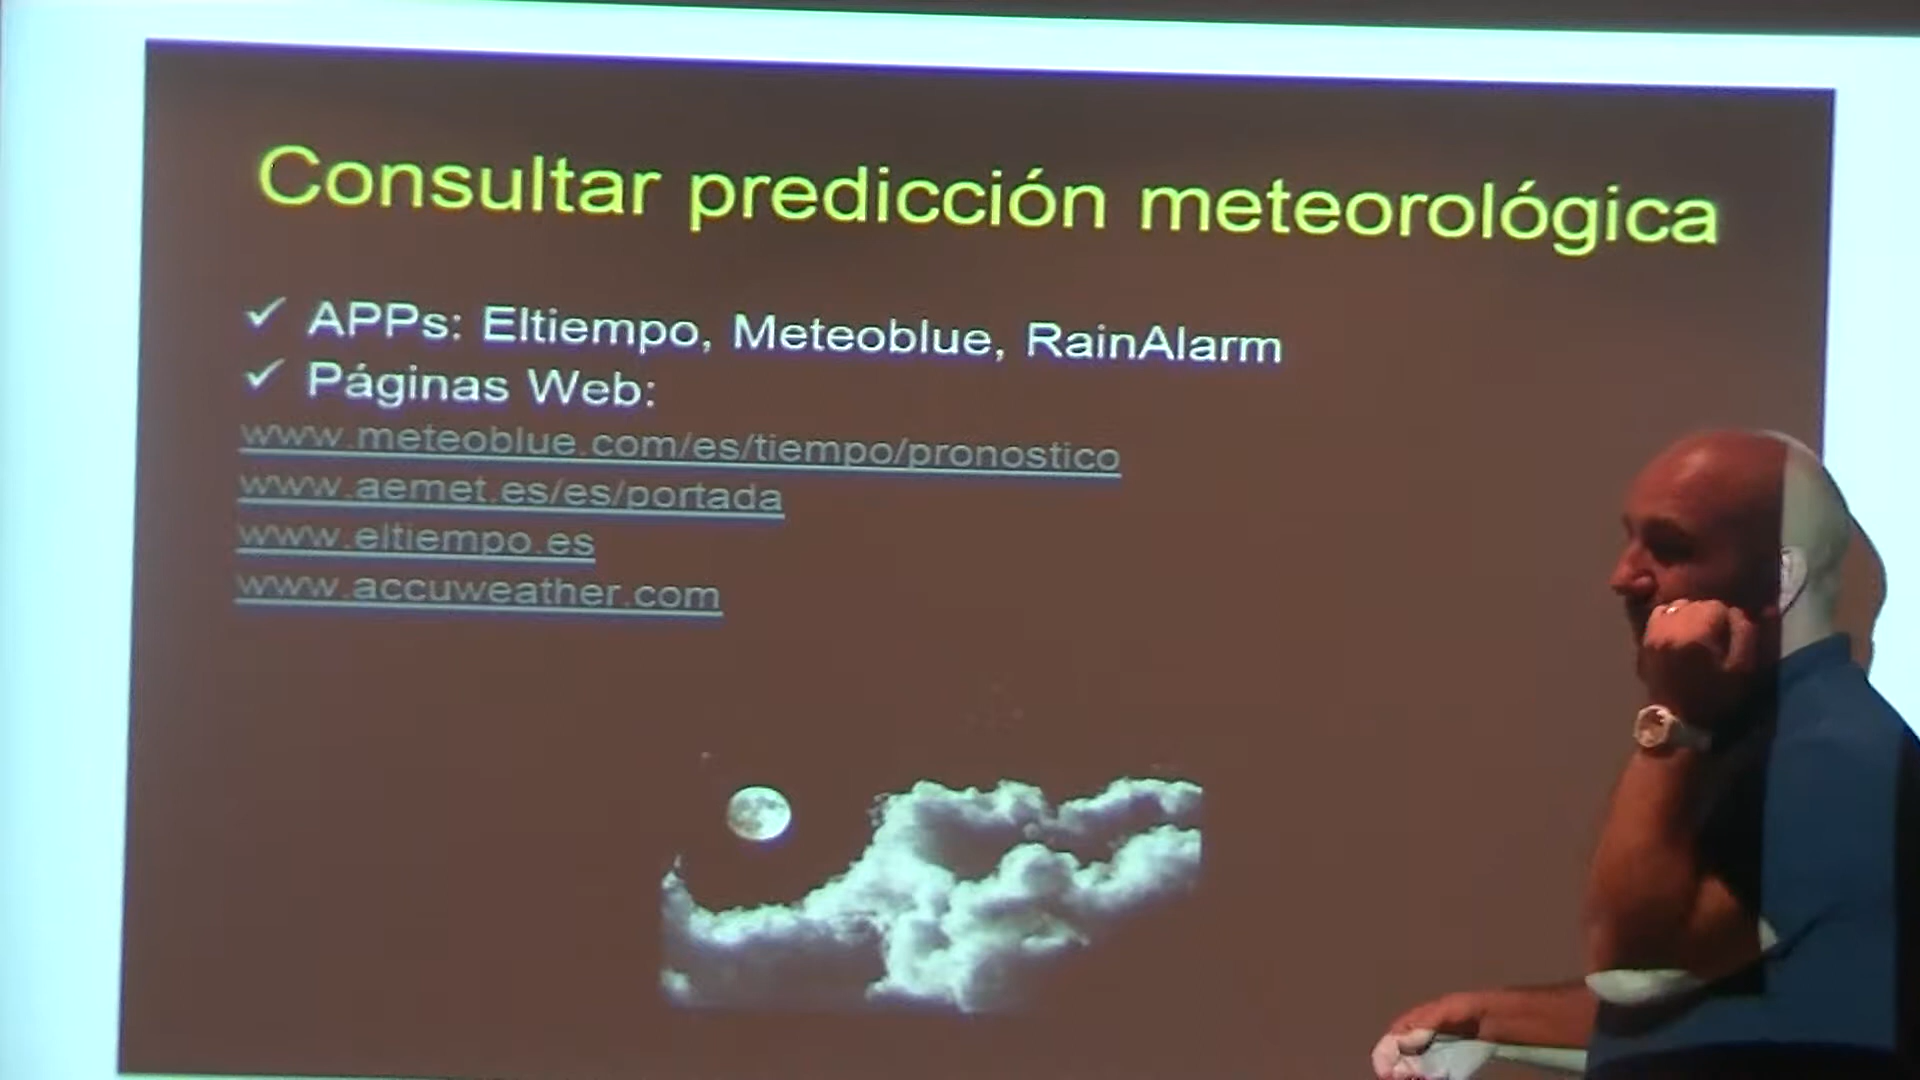 Consultar predicción meteorológica
✓ APPs: Eltiempo, Meteoblue, RainAlarm
✓ Páginas Web:
www.meteoblue.com/es/tiempo/pronostico
www.aemet.es/es/portada
www.eltiempo.es
www.accuweather.com